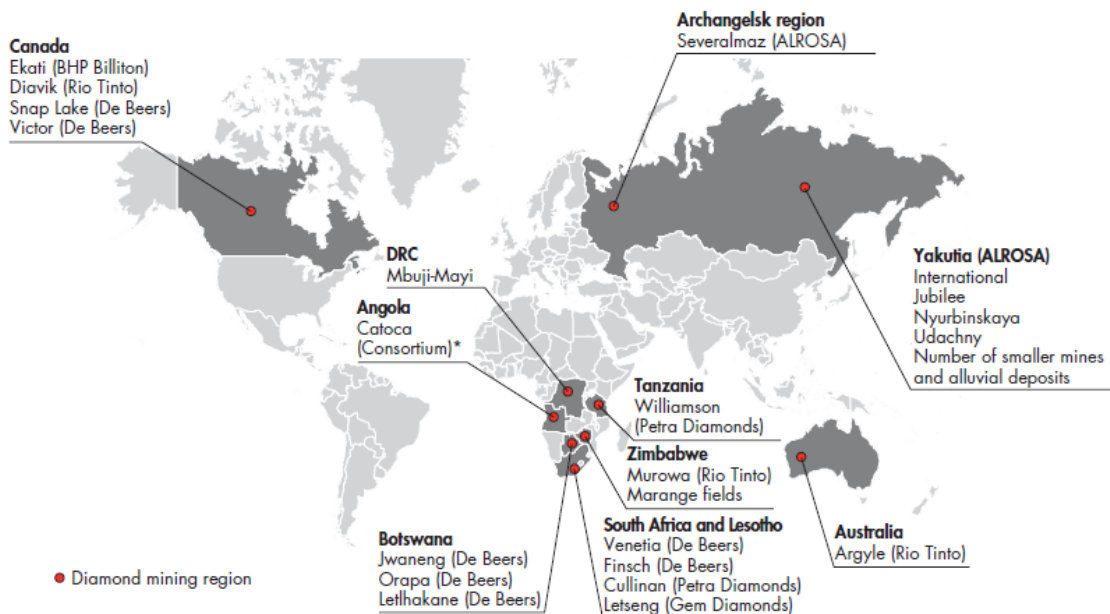 Canada
Ekati (BHP Billiton)
Diavik (Rio Tinto)
Snap Lake (De Beers)
Victor (De Beers)
Archangelsk region
Severalmaz (ALROSA)
DRC
Mbuji-Mayi
Angola
Catoca
(Consortium)*
Yakutia (ALROSA)
International
Jubilee
Nyurbinskaya
Udachny
Number of smaller mines
and alluvial deposits
Tanzania
Williamson
(Petra Diamonds)
Zimbabwe
Murowa (Rio Tinto)
Marange fields
Botswana
Jwaneng (De Beers)
Orapa (De Beers)
Letlhakane (De Beers)
South Africa and Lesotho
Venetia (De Beers)
Finsch (De Beers)
Cullinan (Petra Diamonds)
Letseng (Gem Diamonds)
Australia
Argyle (Rio Tinto)
Diamond mining region